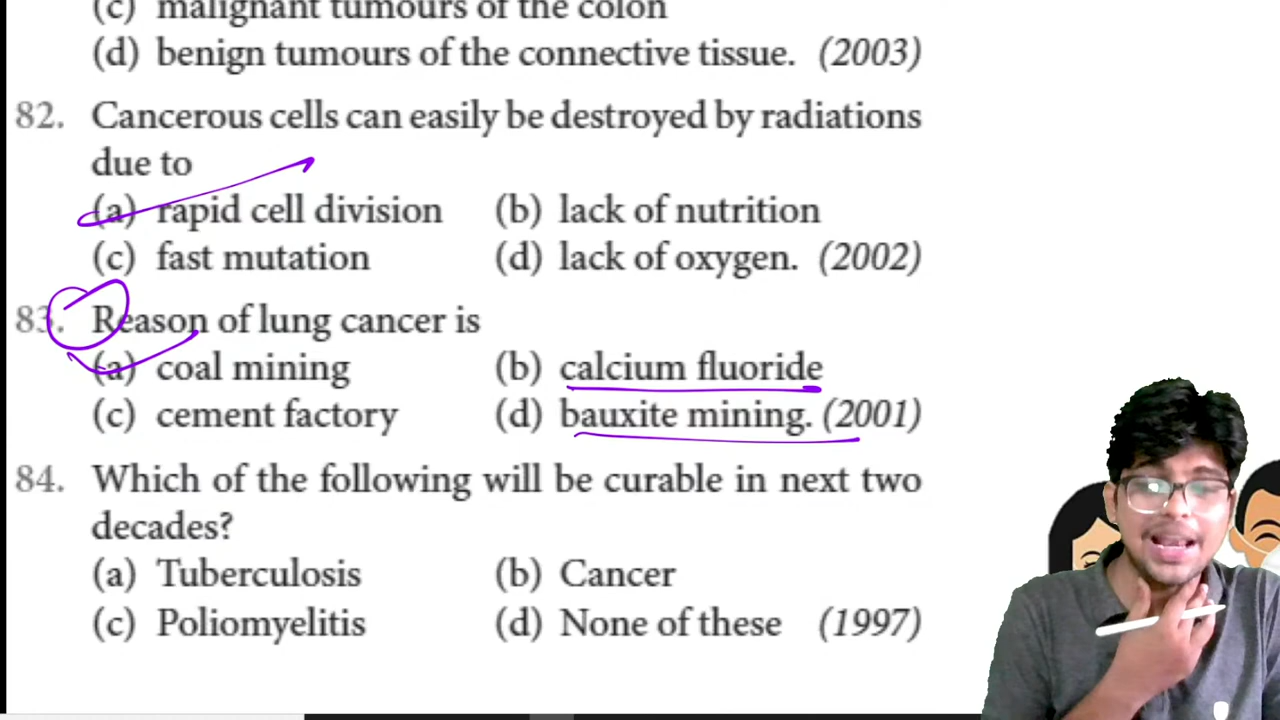 (c) malignant tumours of the colon
(d) benign tumours of the connective tissue. (2003)
82. Cancerous cells can easily be destroyed by radiations
due to
(a) rapid cell division (b) lack of nutrition
(c) fast mutation (d) lack of oxygen. (2002)
83. Reason of lung cancer is
(a) coal mining (b) calcium fluoride
(c) cement factory (d) bauxite mining. (2001)
84. Which of the following will be curable in next two
decades?
(a) Tuberculosis (b) Cancer
(c) Poliomyelitis (d) None of these (1997)